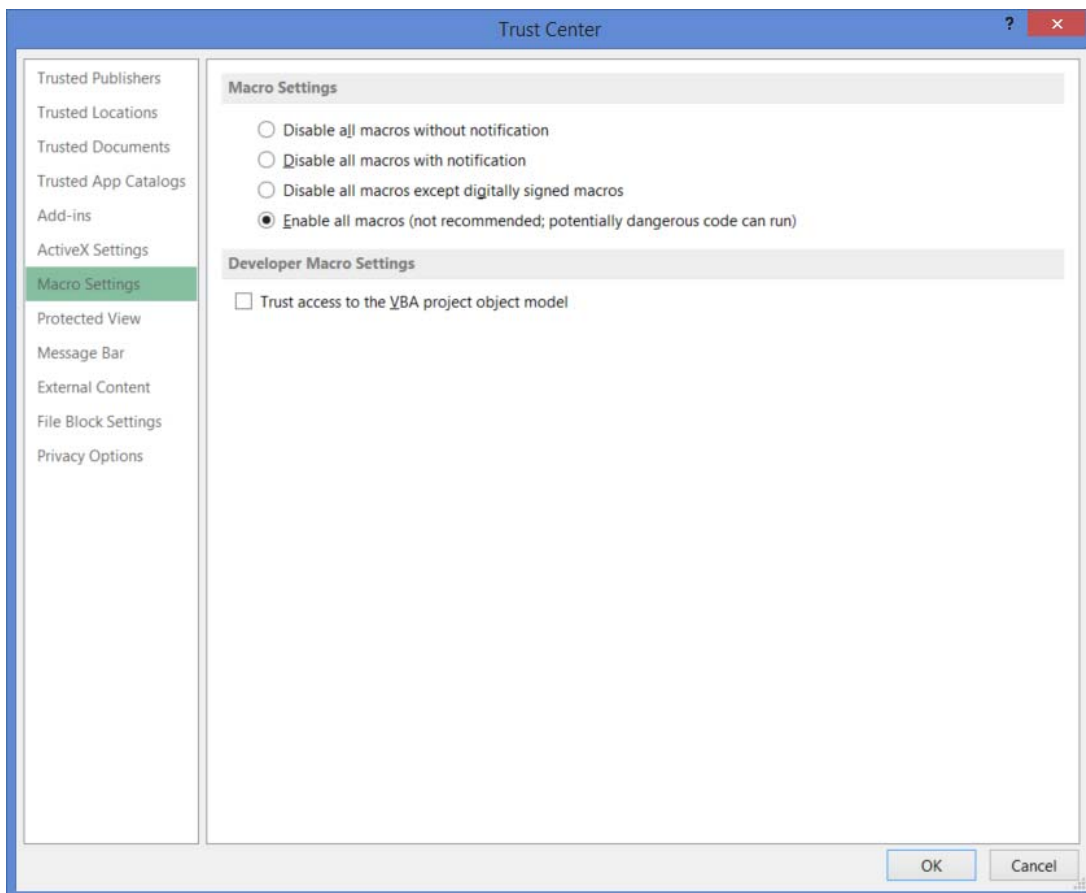 Trust Center
?
×
Trusted Publishers
Trusted Locations
Trusted Documents
Trusted App Catalogs
Add-ins
ActiveX Settings
Macro Settings
Protected View
Message Bar
External Content
File Block Settings
Privacy Options
Macro Settings
Disable all macros without notification
Disable all macros with notification
Disable all macros except digitally signed macros
Enable all macros (not recommended; potentially dangerous code can run)
Developer Macro Settings
Trust access to the VBA project object model
OK
Cancel